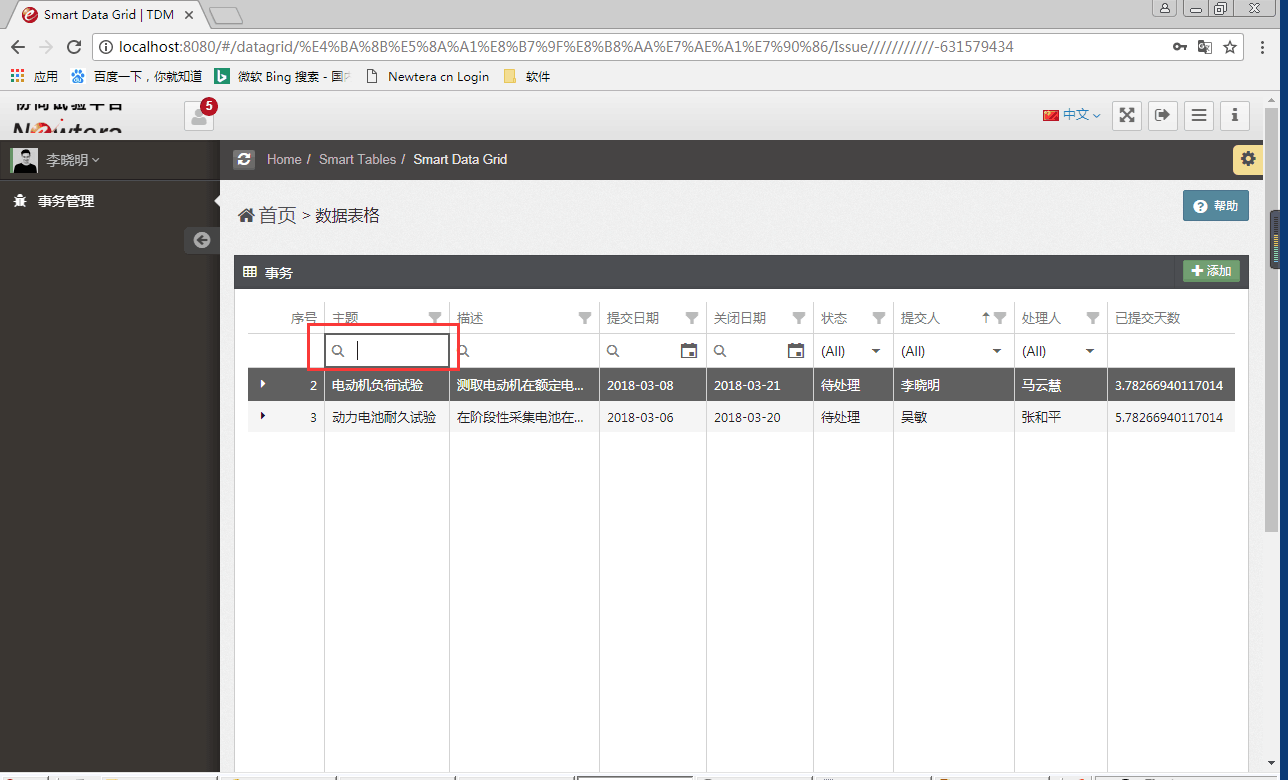 Smart Data Grid | TDM
localhost:8080/#/datagrid/%E4%BA%8B%E5%8A%A1%E8%B7%9F%E8%B8%AA%E7%AE%A1%E7%90%86/Issue///////////-631579434
应用 百度一下，你就知道 微软 Bing 搜索 - 国 Newtera cn Login 软件
协同试验平台 5
Newtera 中文
李晓明 Home / Smart Tables / Smart Data Grid
事务管理
首页 > 数据表格 帮助
事务 添加
序号 主题 描述 提交日期 关闭日期 状态 提交人 处理人 已提交天数
(All) (All) (All)
2 电动机负荷试验 测取电动机在额定电... 2018-03-08 2018-03-21 待处理 李晓明 马云慧 3.78266940117014
3 动力电池耐久试验 在阶段性采集电池在... 2018-03-06 2018-03-20 待处理 吴敏 张和平 5.78266940117014